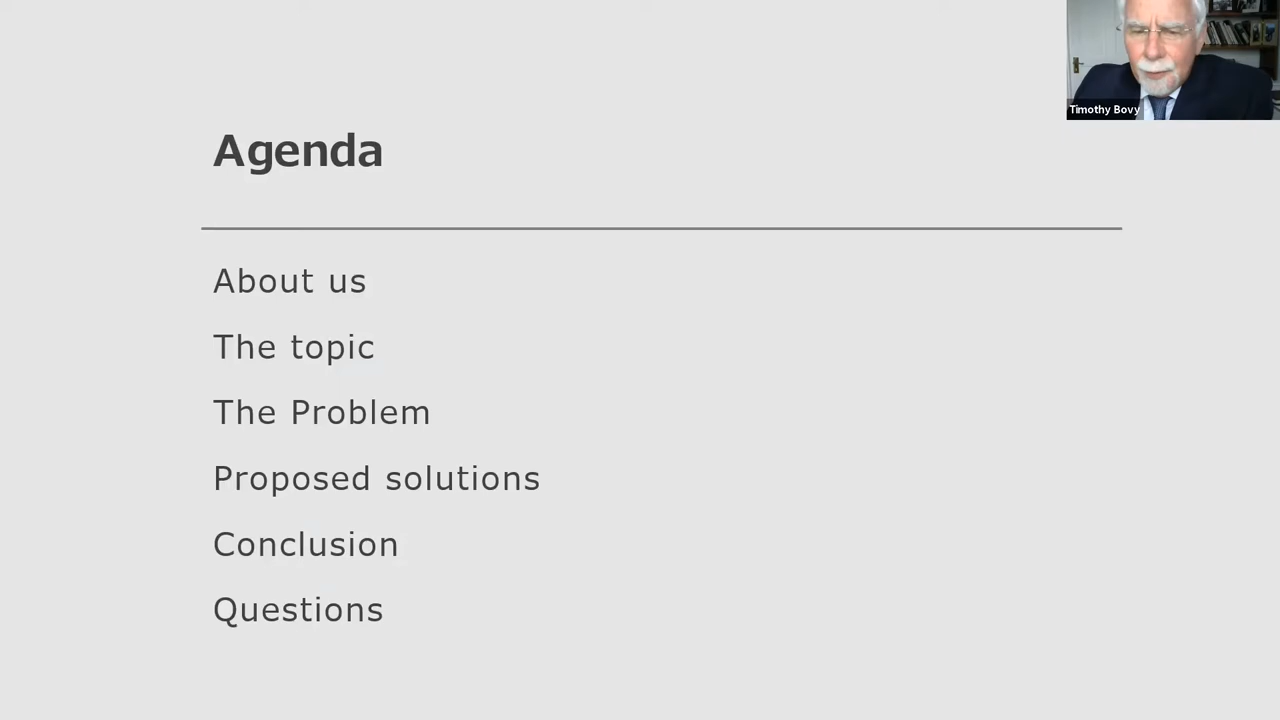 Timothy Bovy
Agenda
About us
The topic
The Problem
Proposed solutions
Conclusion
Questions